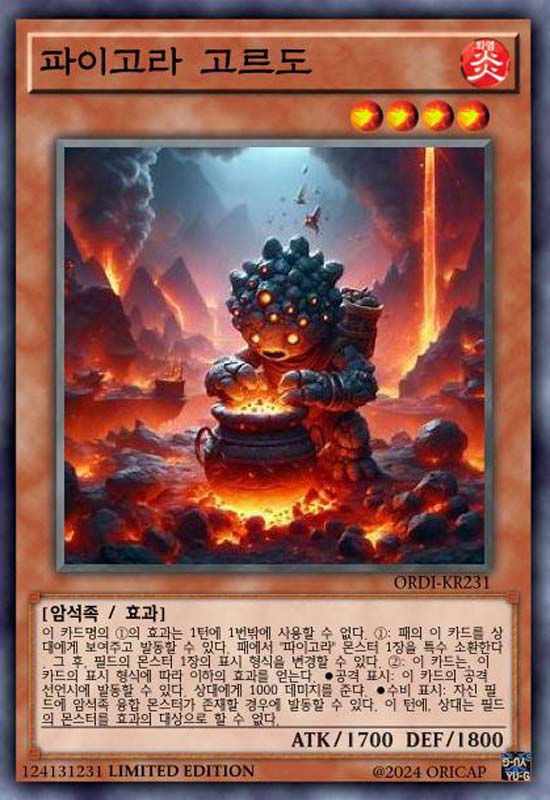 파이고라 고르도
화염
炎
ORDI-KR231
[암석족 / 효과]
이 카드명의 ①의 효과는 1턴에 1번밖에 사용할 수 없다. ①: 패의 이 카드를 상
대에게 보여주고 발동할 수 있다. 패에서 "파이고라" 몬스터 1장을 특수 소환한다
. 그 후, 필드의 몬스터 1장의 표시 형식을 변경할 수 있다. ②: 이 카드는, 이
카드의 표시 형식에 따라 이하의 효과를 얻는다. ●공격 표시: 이 카드의 공격
선언시에 발동할 수 있다. 상대에게 1000 데미지를 준다. ●수비 표시: 자신 필
드에 암석족 융합 몬스터가 존재할 경우에 발동할 수 있다. 이 턴에, 상대는 필드
의 몬스터를 효과의 대상으로 할 수 없다.
ATK/1700 DEF/1800
124131231 LIMITED EDITION
©2024 ORICAP
YU-G